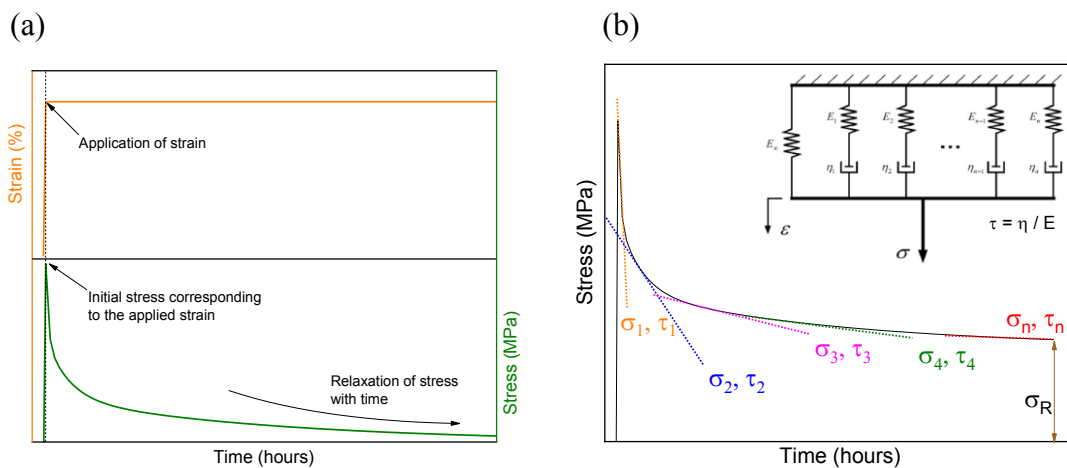 (a)
Strain (%)
Application of strain
Initial stress corresponding
to the applied strain
Relaxation of stress
with time
Stress (MPa)
Time (hours)
(b)
Stress (MPa)
E∞
E1
E2
En−1
En
η1
η2
...
ηn−1
ηn
ε
σ
τ = η / E
σ1, τ1
σ2, τ2
σ3, τ3
σ4, τ4
σn, τn
σR
Time (hours)